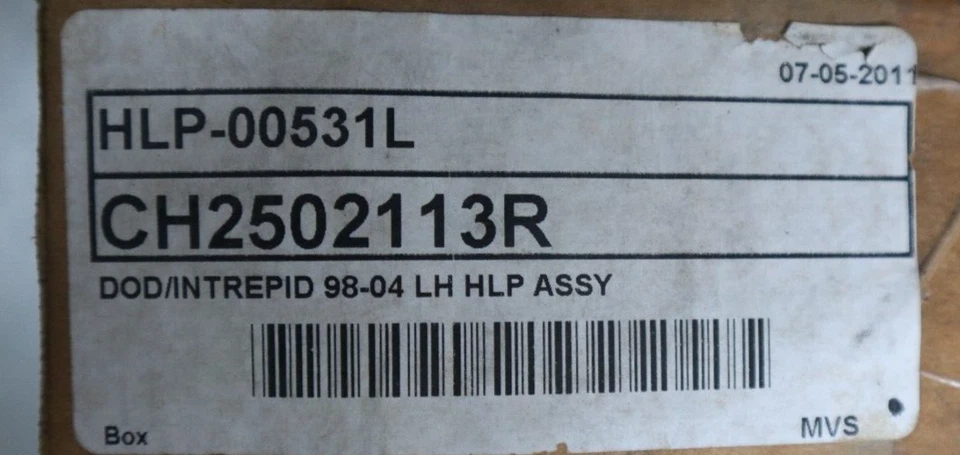 07-05-2011
HLP-00531L
CH2502113R
DOD/INTREPID 98-04 LH HLP ASSY
Box
MVS